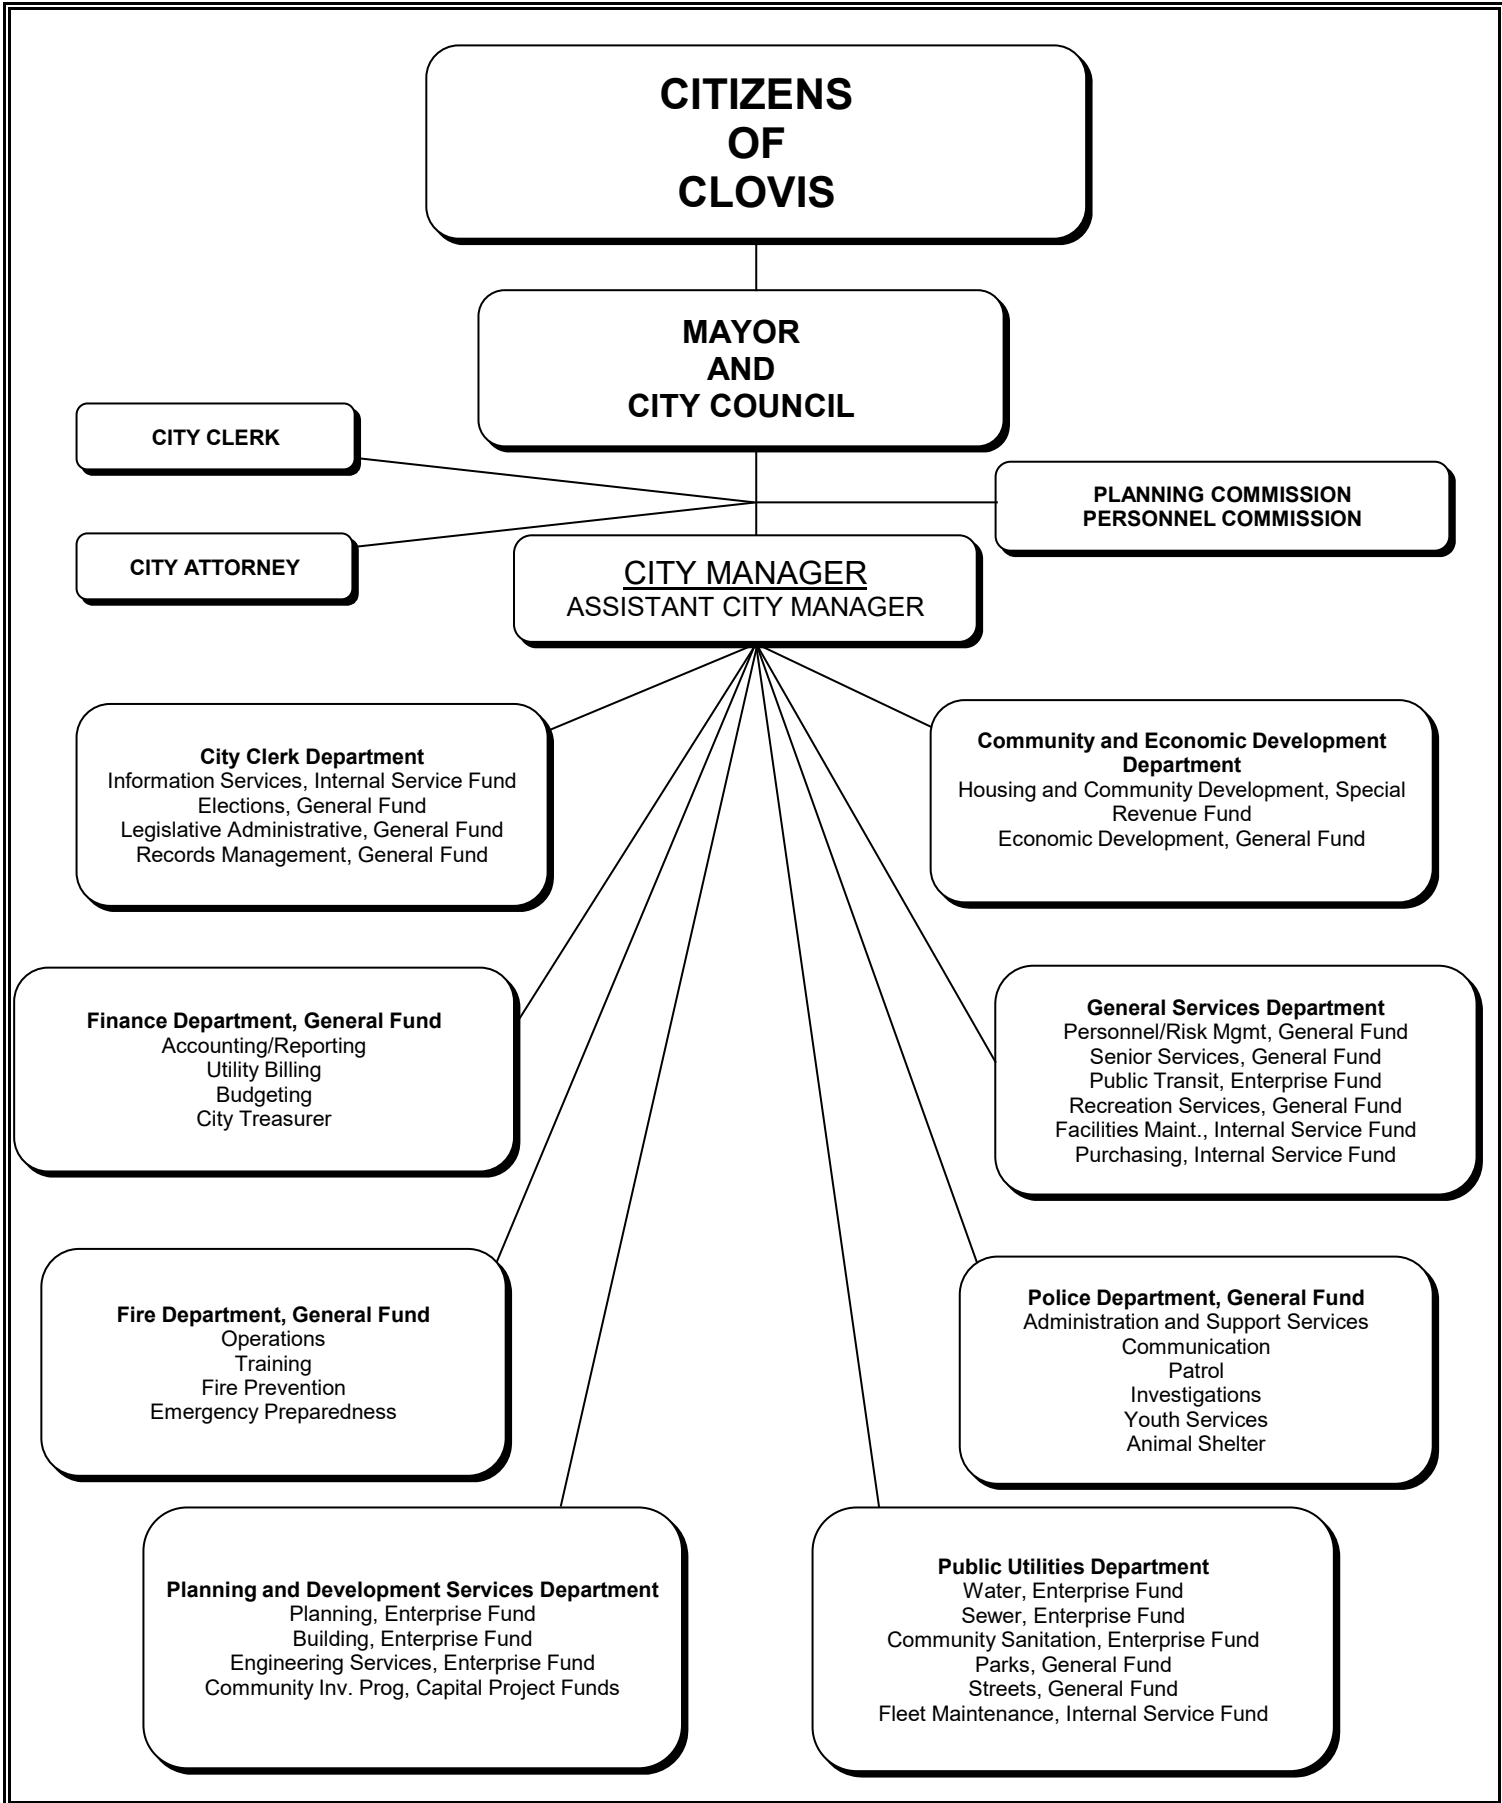 CITIZENS
OF
CLOVIS
MAYOR
AND
CITY COUNCIL
CITY CLERK
PLANNING COMMISSION
PERSONNEL COMMISSION
CITY ATTORNEY
CITY MANAGER
ASSISTANT CITY MANAGER
City Clerk Department
Information Services, Internal Service Fund
Elections, General Fund
Legislative Administrative, General Fund
Records Management, General Fund
Community and Economic Development
Department
Housing and Community Development, Special
Revenue Fund
Economic Development, General Fund
Finance Department, General Fund
Accounting/Reporting
Utility Billing
Budgeting
City Treasurer
General Services Department
Personnel/Risk Mgmt, General Fund
Senior Services, General Fund
Public Transit, Enterprise Fund
Recreation Services, General Fund
Facilities Maint., Internal Service Fund
Purchasing, Internal Service Fund
Fire Department, General Fund
Operations
Training
Fire Prevention
Emergency Preparedness
Police Department, General Fund
Administration and Support Services
Communication
Patrol
Investigations
Youth Services
Animal Shelter
Planning and Development Services Department
Planning, Enterprise Fund
Building, Enterprise Fund
Engineering Services, Enterprise Fund
Community Inv. Prog, Capital Project Funds
Public Utilities Department
Water, Enterprise Fund
Sewer, Enterprise Fund
Community Sanitation, Enterprise Fund
Parks, General Fund
Streets, General Fund
Fleet Maintenance, Internal Service Fund